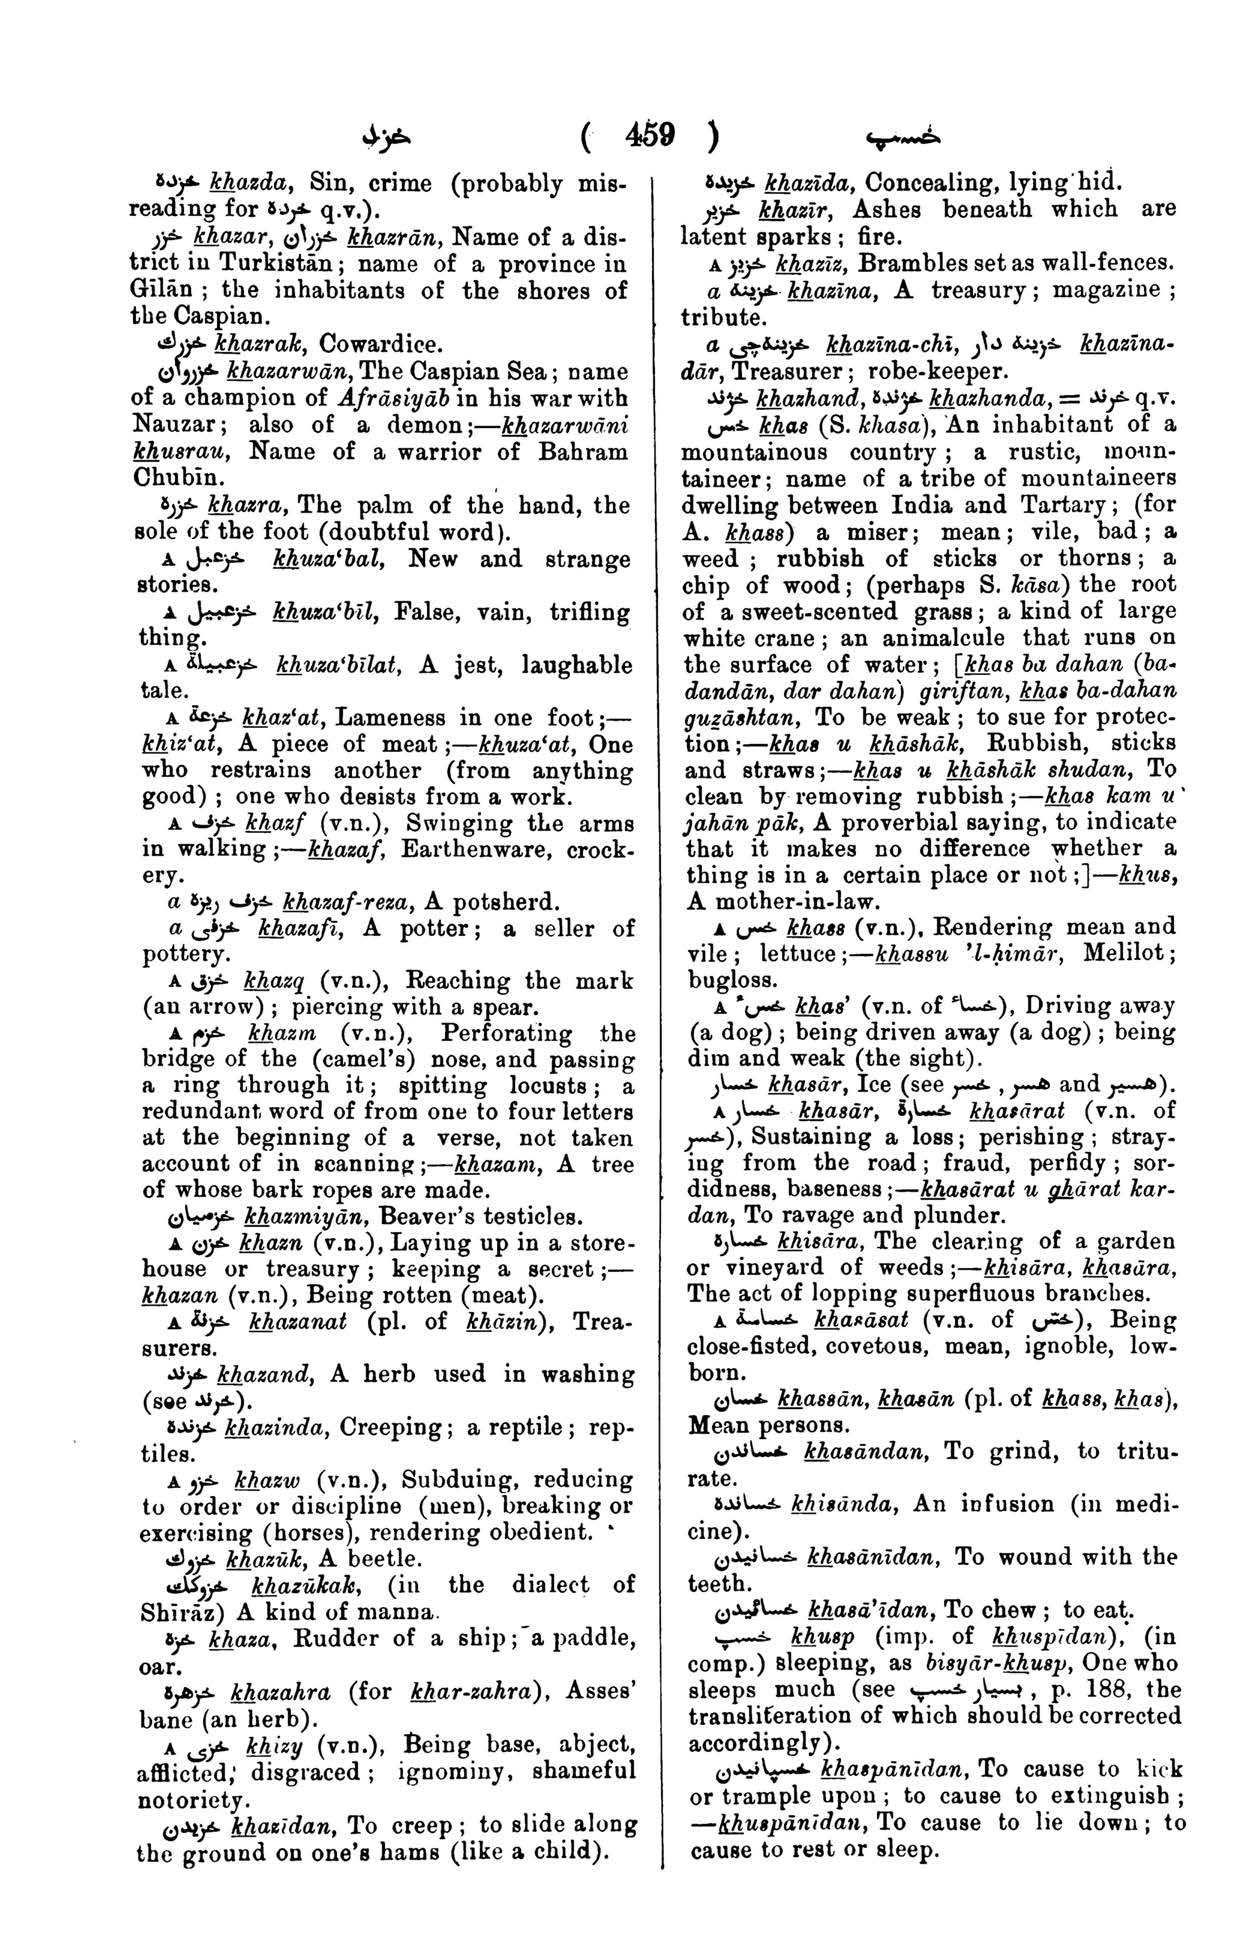 خزد ( 459 ) خسپ
خزده khazda, Sin, crime (probably mis-
reading for خرده q.v.).
خزر khazar, خزران khazrān, Name of a dis-
trict in Turkistān; name of a province in
Gīlān; the inhabitants of the shores of
the Caspian.
خزرك khazrak, Cowardice.
خزروان khazarwān, The Caspian Sea; name
of a champion of Afrāsiyāb in his war with
Nauzar; also of a demon;—khazarwāni
khusrau, Name of a warrior of Bahram
Chubīn.
خزره khazra, The palm of the hand, the
sole of the foot (doubtful word).
A خزعبل khuza‘bal, New and strange
stories.
A خزعبيل khuza‘bīl, False, vain, trifling
thing.
A خزعبيلة khuza‘bīlat, A jest, laughable
tale.
A خزعة khaz‘at, Lameness in one foot;—
khiz‘at, A piece of meat;—khuza‘at, One
who restrains another (from anything
good); one who desists from a work.
A خزف khazf (v.n.), Swinging the arms
in walking;—khazaf, Earthenware, crock-
ery.
a خزف ريزه khazaf-reza, A potsherd.
a خزفى khazafī, A potter; a seller of
pottery.
A خزق khazq (v.n.), Reaching the mark
(an arrow); piercing with a spear.
A خزم khazm (v.n.), Perforating the
bridge of the (camel's) nose, and passing
a ring through it; spitting locusts; a
redundant word of from one to four letters
at the beginning of a verse, not taken
account of in scanning;—khazam, A tree
of whose bark ropes are made.
خزميان khazmiyān, Beaver's testicles.
A خزن khazn (v.n.), Laying up in a store-
house or treasury; keeping a secret;—
khazan (v.n.), Being rotten (meat).
A خزنة khazanat (pl. of khāzin), Trea-
surers.
خزند khazand, A herb used in washing
(see خرند).
خزنده khazinda, Creeping; a reptile; rep-
tiles.
A خزو khazw (v.n.), Subduing, reducing
to order or discipline (men), breaking or
exercising (horses), rendering obedient.
خزوك khazūk, A beetle.
خزوكك khazūkak, (in the dialect of
Shīrāz) A kind of manna.
خزه khaza, Rudder of a ship; a paddle,
oar.
خزهره khazahra (for khar-zahra), Asses'
bane (an herb).
A خزى khizy (v.n.), Being base, abject,
afflicted, disgraced; ignominy, shameful
notoriety.
خزيدن khazīdan, To creep; to slide along
the ground on one's hams (like a child).
خزيده khazīda, Concealing, lying hid.
خزير khazīr, Ashes beneath which are
latent sparks; fire.
A خزيز khazīz, Brambles set as wall-fences.
a خزينه khazīna, A treasury; magazine;
tribute.
a خزينه‌چى khazīna-chī, خزينه دار khazīna-
dār, Treasurer; robe-keeper.
خژند khazhand, خژنده khazhanda, = خرند q.v.
خس khas (S. khasa), An inhabitant of a
mountainous country; a rustic, moun-
taineer; name of a tribe of mountaineers
dwelling between India and Tartary; (for
A. khass) a miser; mean; vile, bad; a
weed; rubbish of sticks or thorns; a
chip of wood; (perhaps S. kāsa) the root
of a sweet-scented grass; a kind of large
white crane; an animalcule that runs on
the surface of water; [khas ba dahan (ba-
dandān, dar dahan) giriftan, khas ba-dahan
guzāshtan, To be weak; to sue for protec-
tion;—khas u khāshāk, Rubbish, sticks
and straws;—khas u khāshāk shudan, To
clean by removing rubbish;—khas kam u
jahān pāk, A proverbial saying, to indicate
that it makes no difference whether a
thing is in a certain place or not;]—khus,
A mother-in-law.
A خس khass (v.n.), Rendering mean and
vile; lettuce;—khassu 'l-ḥimār, Melilot;
bugloss.
A خسء khas' (v.n. of خساء), Driving away
(a dog); being driven away (a dog); being
dim and weak (the sight).
خسار khasār, Ice (see خسر, هسر and هسير).
A خسار khasār, خسارة khasārat (v.n. of
خسر), Sustaining a loss; perishing; stray-
ing from the road; fraud, perfidy; sor-
didness, baseness;—khasārat u ghārat kar-
dan, To ravage and plunder.
خساره khisāra, The clearing of a garden
or vineyard of weeds;—khisāra, khasāra,
The act of lopping superfluous branches.
A خساسة khasāsat (v.n. of خسّ), Being
close-fisted, covetous, mean, ignoble, low-
born.
خسان khassān, khasān (pl. of khass, khas),
Mean persons.
خساندن khasāndan, To grind, to tritu-
rate.
خسانده khisānda, An infusion (in medi-
cine).
خسانيدن khasānīdan, To wound with the
teeth.
خسائيدن khasā'īdan, To chew; to eat.
خسپ khusp (imp. of khuspīdan), (in
comp.) sleeping, as bisyār-khusp, One who
sleeps much (see بسيار خسپ, p. 188, the
transliteration of which should be corrected
accordingly).
خسپانيدن khaspānīdan, To cause to kick
or trample upon; to cause to extinguish;
—khuspānīdan, To cause to lie down; to
cause to rest or sleep.